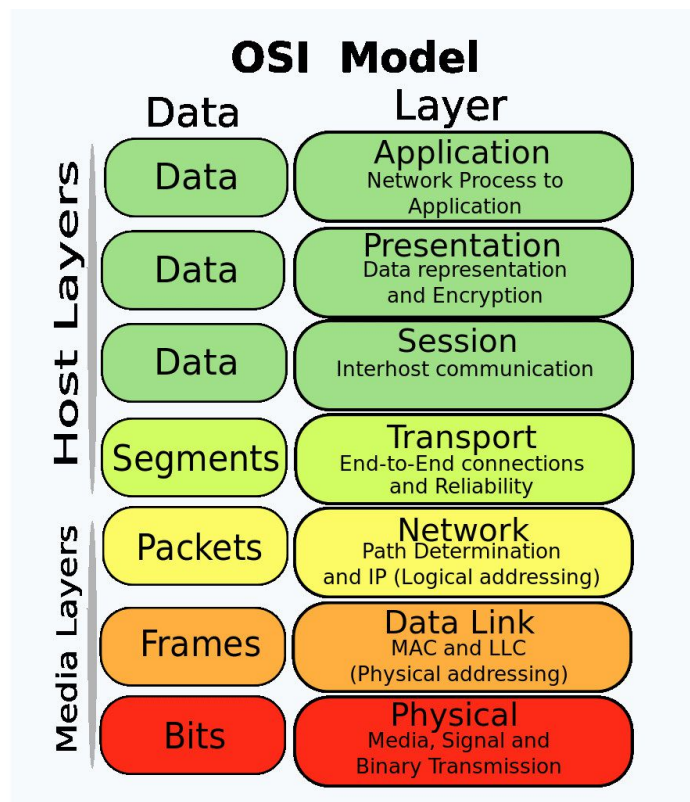 OSI Model
Data
Layer
Host Layers
Data
Application
Network Process to
Application
Data
Presentation
Data representation
and Encryption
Data
Session
Interhost communication
Segments
Transport
End-to-End connections
and Reliability
Media Layers
Packets
Network
Path Determination
and IP (Logical addressing)
Frames
Data Link
MAC and LLC
(Physical addressing)
Bits
Physical
Media, Signal and
Binary Transmission